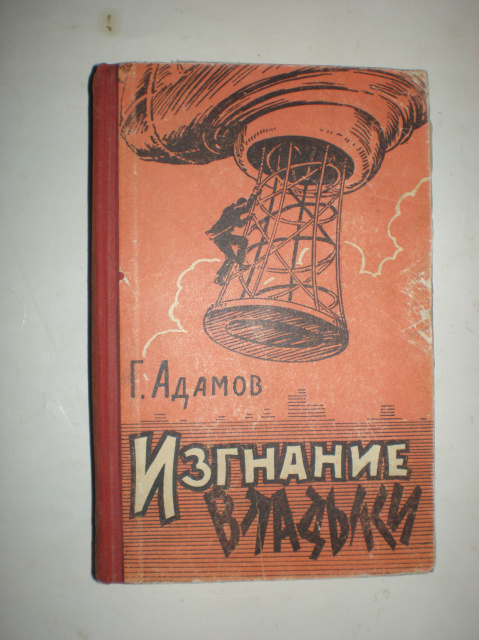 Г. Адамов
Изгнание
владыки